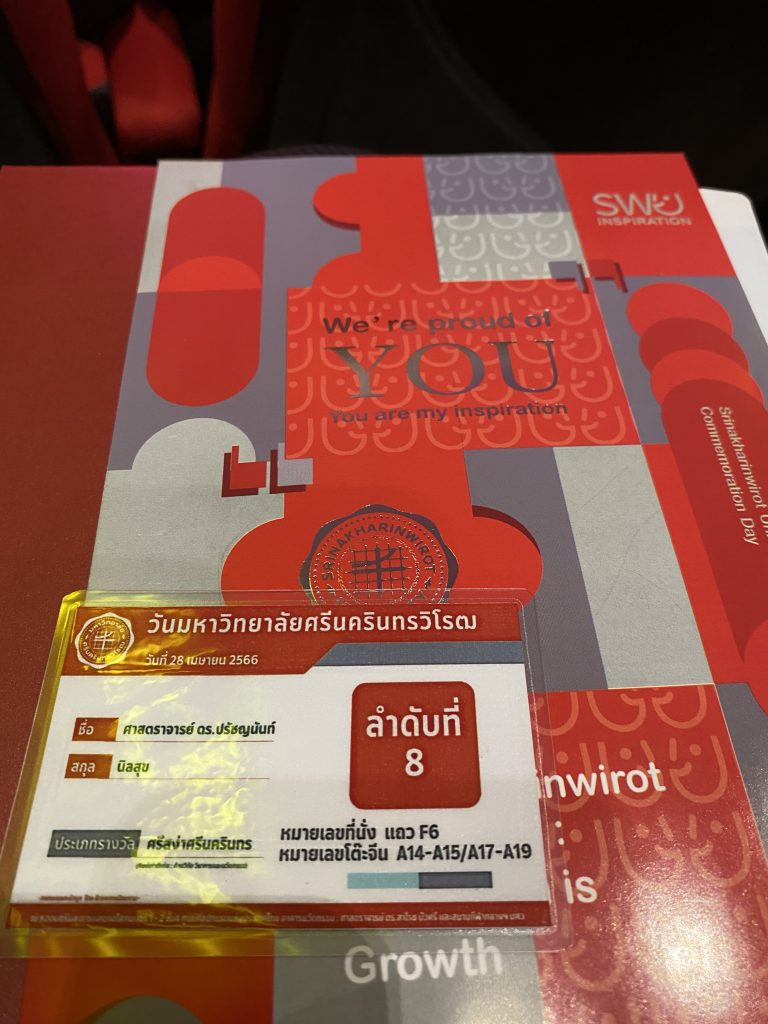 SWU
INSPIRATION
We're proud of
YOU
You are my inspiration
Srinakharinwirot
Commemoration Day
SRINAKHARINWIROT
วันมหาวิทยาลัยศรีนครินทรวิโรฒ
วันที่ 28 เมษายน 2566
ชื่อ ศาสตราจารย์ ดร.ปรัชญนันท์
สกุล นิลสุข
ลำดับที่
8
ประเภทรางวัล ศรีสง่าศรีนครินทร
หมายเลขที่นั่ง แถว F6
หมายเลขโต๊ะจีน A14-A15/A17-A19
inwirot
is
Growth